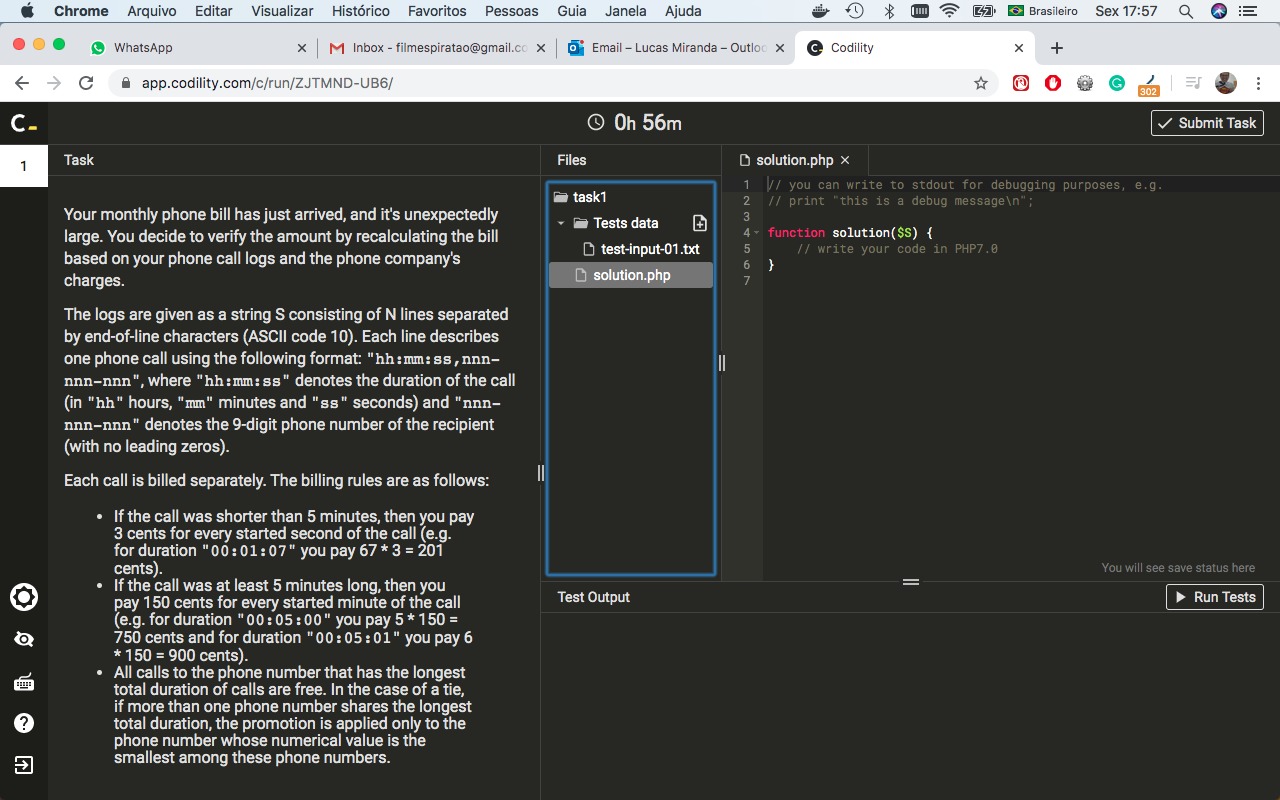 Chrome Arquivo Editar Visualizar Histórico Favoritos Pessoas Guia Janela Ajuda Brasileiro Sex 17:57
WhatsApp
Inbox - filmespiratao@gmail.co
Email – Lucas Miranda – Outloo
Codility
app.codility.com/c/run/ZJTMND-UB6/
302
C_
0h 56m
Submit Task
1
Task
Your monthly phone bill has just arrived, and it's unexpectedly
large. You decide to verify the amount by recalculating the bill
based on your phone call logs and the phone company's
charges.
The logs are given as a string S consisting of N lines separated
by end-of-line characters (ASCII code 10). Each line describes
one phone call using the following format: "hh:mm:ss,nnn-
nnn-nnn", where "hh:mm:ss" denotes the duration of the call
(in "hh" hours, "mm" minutes and "ss" seconds) and "nnn-
nnn-nnn" denotes the 9-digit phone number of the recipient
(with no leading zeros).
Each call is billed separately. The billing rules are as follows:
• If the call was shorter than 5 minutes, then you pay
3 cents for every started second of the call (e.g.
for duration "00:01:07" you pay 67 * 3 = 201
cents).
• If the call was at least 5 minutes long, then you
pay 150 cents for every started minute of the call
(e.g. for duration "00:05:00" you pay 5 * 150 =
750 cents and for duration "00:05:01" you pay 6
* 150 = 900 cents).
• All calls to the phone number that has the longest
total duration of calls are free. In the case of a tie,
if more than one phone number shares the longest
total duration, the promotion is applied only to the
phone number whose numerical value is the
smallest among these phone numbers.
Files
task1
Tests data
test-input-01.txt
solution.php
solution.php
1 // you can write to stdout for debugging purposes, e.g.
2 // print "this is a debug message\n";
3
4 function solution($S) {
5 // write your code in PHP7.0
6 }
7
You will see save status here
Test Output
Run Tests